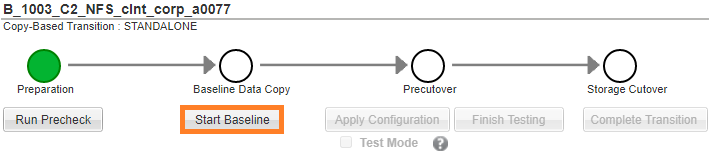 B_1003_C2_NFS_clnt_corp_a0077
Copy-Based Transition : STANDALONE
Preparation Baseline Data Copy Precutover Storage Cutover
Run Precheck Start Baseline Apply Configuration Finish Testing Complete Transition
Test Mode ?